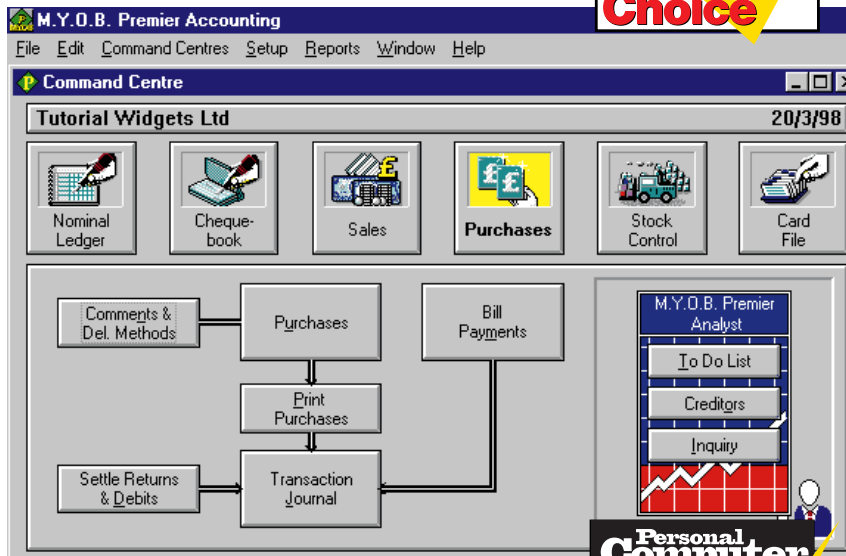 Choice
M.Y.O.B. Premier Accounting
File Edit Command Centres Setup Reports Window Help
Command Centre
Tutorial Widgets Ltd 20/3/98
Nominal
Ledger
Cheque-
book
Sales
Purchases
Stock
Control
Card
File
Comments &
Del. Methods
Purchases
Bill
Payments
Print
Purchases
Settle Returns
& Debits
Transaction
Journal
M.Y.O.B. Premier
Analyst
To Do List
Creditors
Inquiry
Personal
Computer